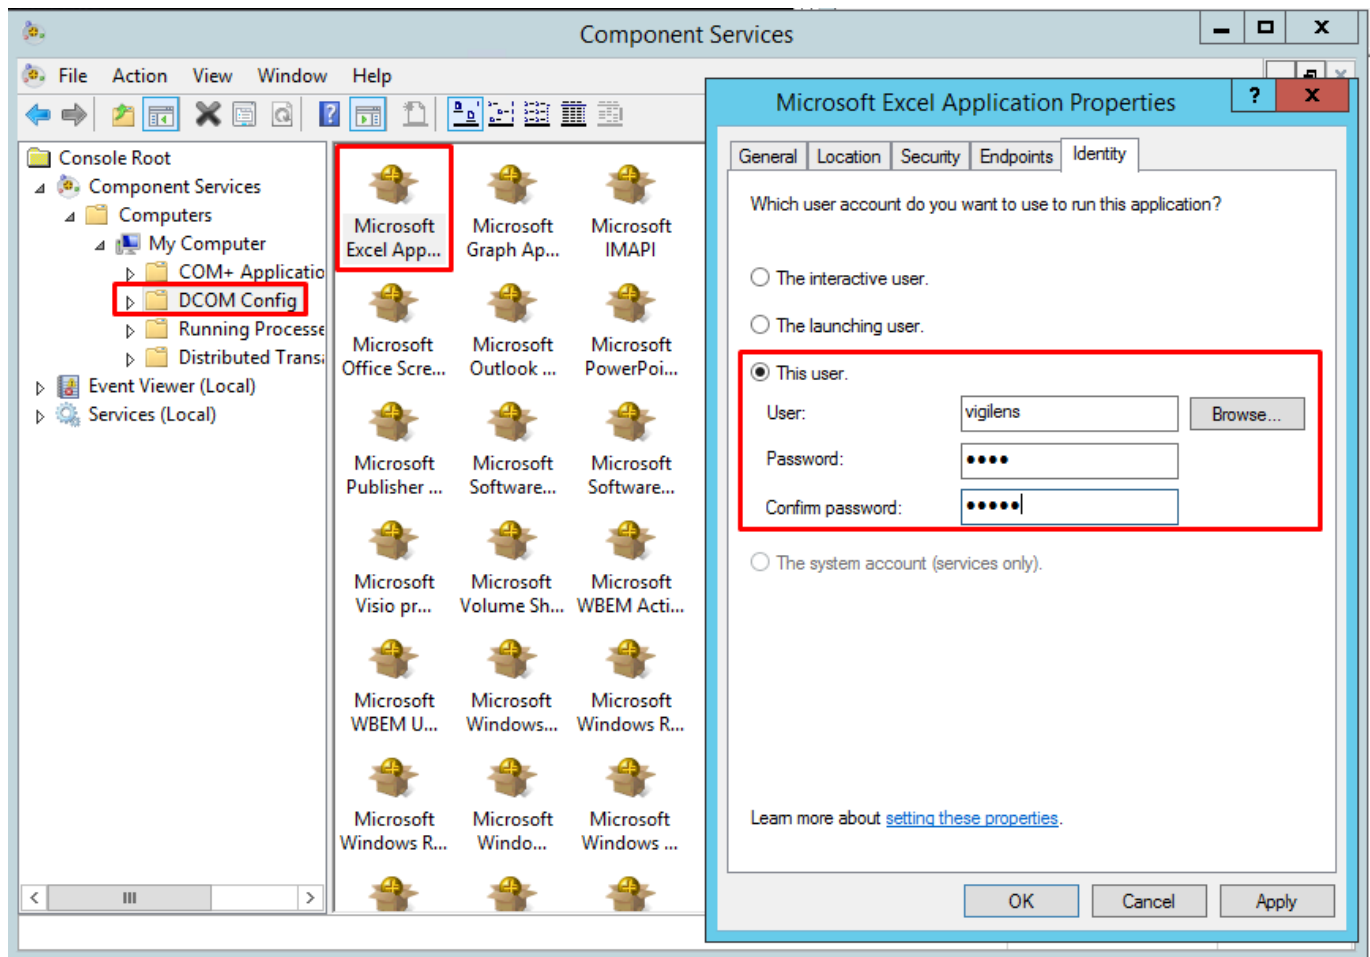 Component Services
File Action View Window Help
Console Root
Component Services
Computers
My Computer
COM+ Applicatio
DCOM Config
Running Processe
Distributed Transa
Event Viewer (Local)
Services (Local)
Microsoft Excel App...
Microsoft Graph Ap...
Microsoft IMAPI
Microsoft Office Scre...
Microsoft Outlook ...
Microsoft PowerPoi...
Microsoft Publisher ...
Microsoft Software...
Microsoft Software...
Microsoft Visio pr...
Microsoft Volume Sh...
Microsoft WBEM Acti...
Microsoft WBEM U...
Microsoft Windows...
Microsoft Windows R...
Microsoft Windows R...
Microsoft Windo...
Microsoft Windows ...
Microsoft Excel Application Properties
General Location Security Endpoints Identity
Which user account do you want to use to run this application?
The interactive user.
The launching user.
This user.
User: vigilens Browse...
Password: ●●●●
Confirm password: ●●●●●
The system account (services only).
Learn more about setting these properties.
OK Cancel Apply